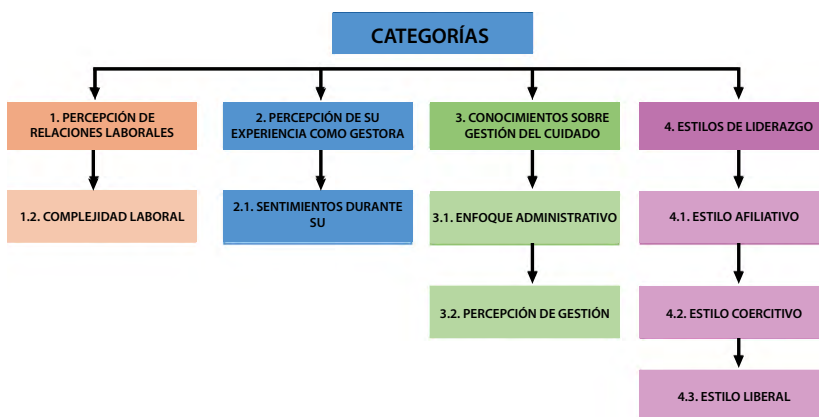 CATEGORÍAS
1. PERCEPCIÓN DE
RELACIONES LABORALES
2. PERCEPCIÓN DE SU
EXPERIENCIA COMO GESTORA
3. CONOCIMIENTOS SOBRE
GESTIÓN DEL CUIDADO
4. ESTILOS DE LIDERAZGO
1.2. COMPLEJIDAD LABORAL
2.1. SENTIMIENTOS DURANTE
SU
3.1. ENFOQUE ADMINISTRATIVO
4.1. ESTILO AFILIATIVO
3.2. PERCEPCIÓN DE GESTIÓN
4.2. ESTILO COERCITIVO
4.3. ESTILO LIBERAL